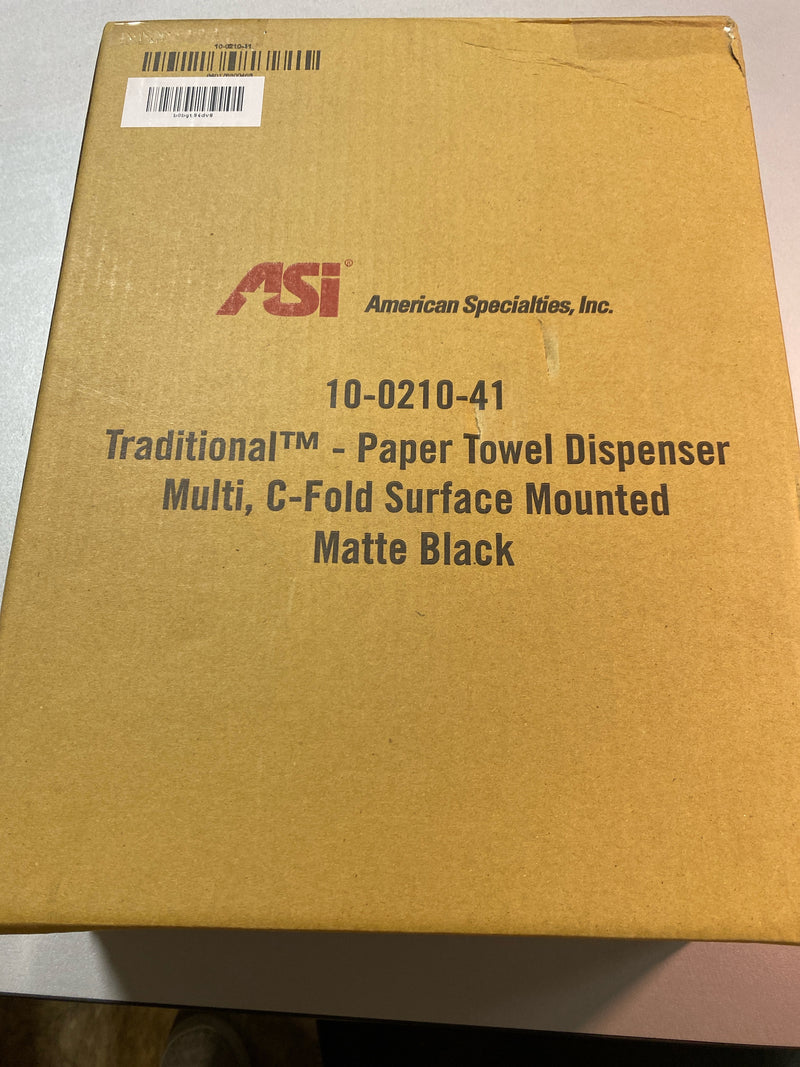 10-0210-41
ASi®
American Specialties, Inc.
10-0210-41
Traditional™ - Paper Towel Dispenser
Multi, C-Fold Surface Mounted
Matte Black